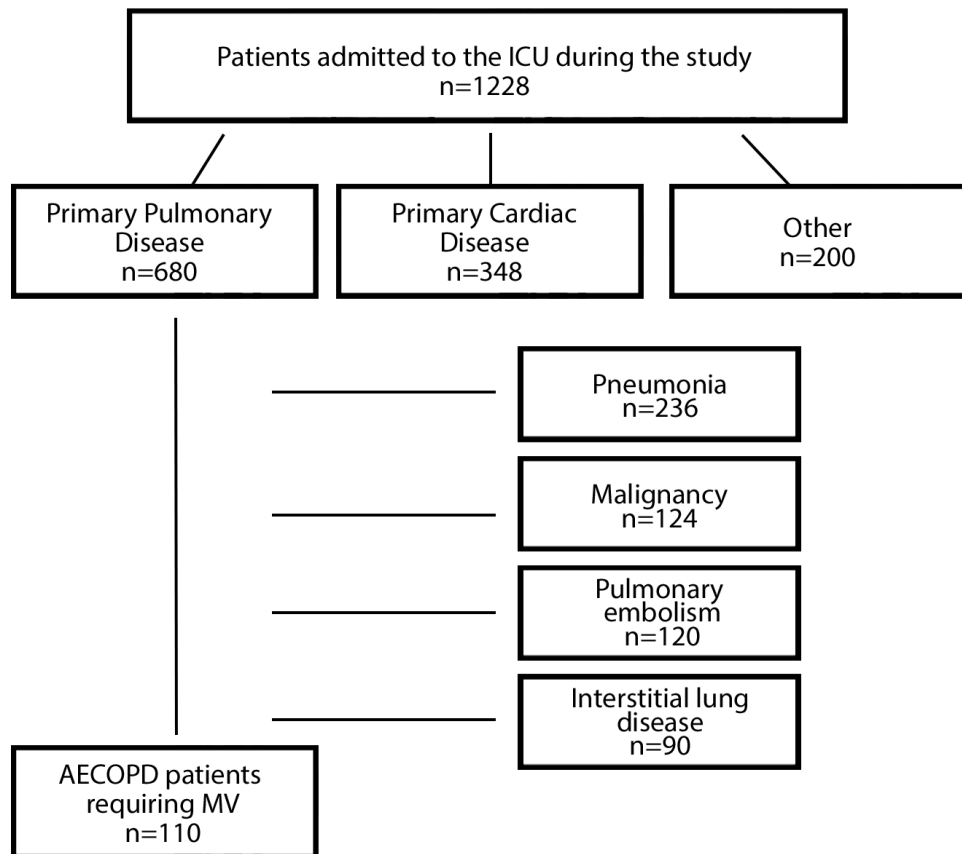 Patients admitted to the ICU during the study
n=1228
Primary Pulmonary
Disease
n=680
Primary Cardiac
Disease
n=348
Other
n=200
Pneumonia
n=236
Malignancy
n=124
Pulmonary
embolism
n=120
Interstitial lung
disease
n=90
AECOPD patients
requiring MV
n=110